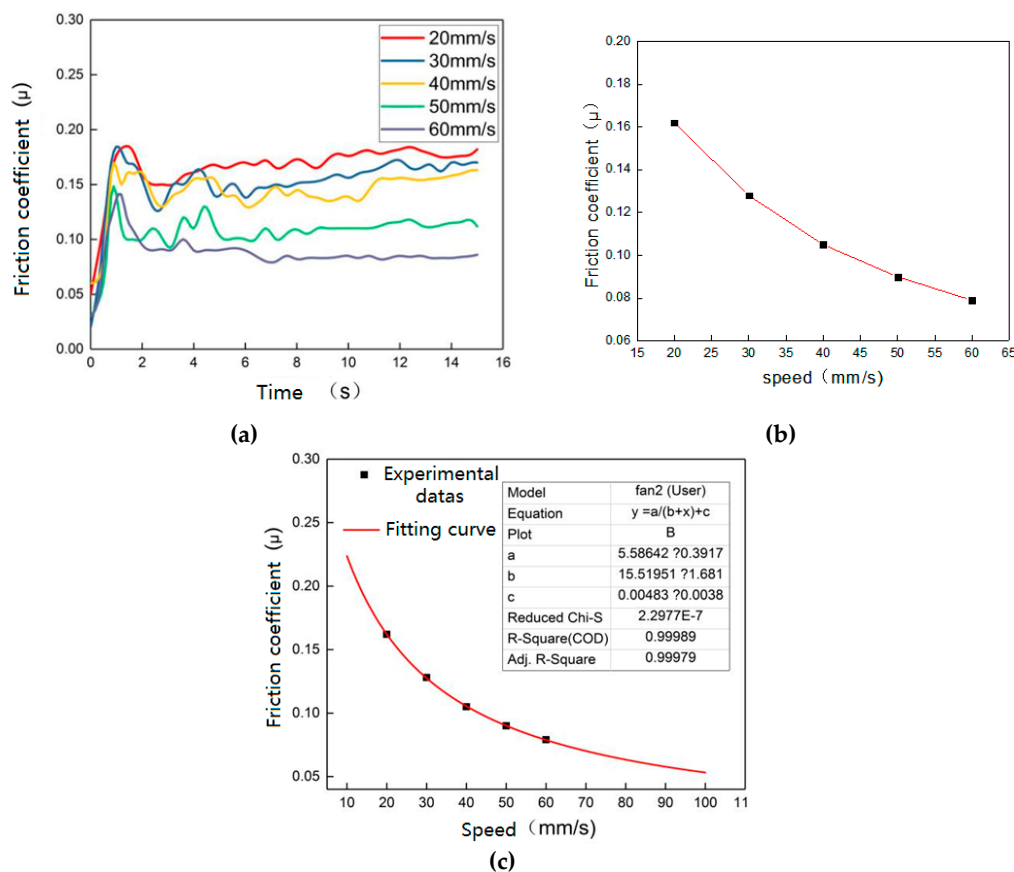 0.30
0.25
0.20
0.15
0.10
0.05
0.00
Friction coefficient (μ)
20mm/s
30mm/s
40mm/s
50mm/s
60mm/s
0 2 4 6 8 10 12 14 16
Time （s）
(a)
0.20
0.18
0.16
0.14
0.12
0.10
0.08
0.06
Friction coefficient（μ）
15 20 25 30 35 40 45 50 55 60 65
speed（mm/s)
(b)
0.30
0.25
0.20
0.15
0.10
0.05
Friction coefficient（μ）
Experimental
datas
Fitting curve
Model fan2 (User)
Equation y =a/(b+x)+c
Plot B
a 5.58642 ?0.3917
b 15.51951 ?1.681
c 0.00483 ?0.0038
Reduced Chi-S 2.2977E-7
R-Square(COD) 0.99989
Adj. R-Square 0.99979
10 20 30 40 50 60 70 80 90 100 11
Speed（mm/s)
(c)